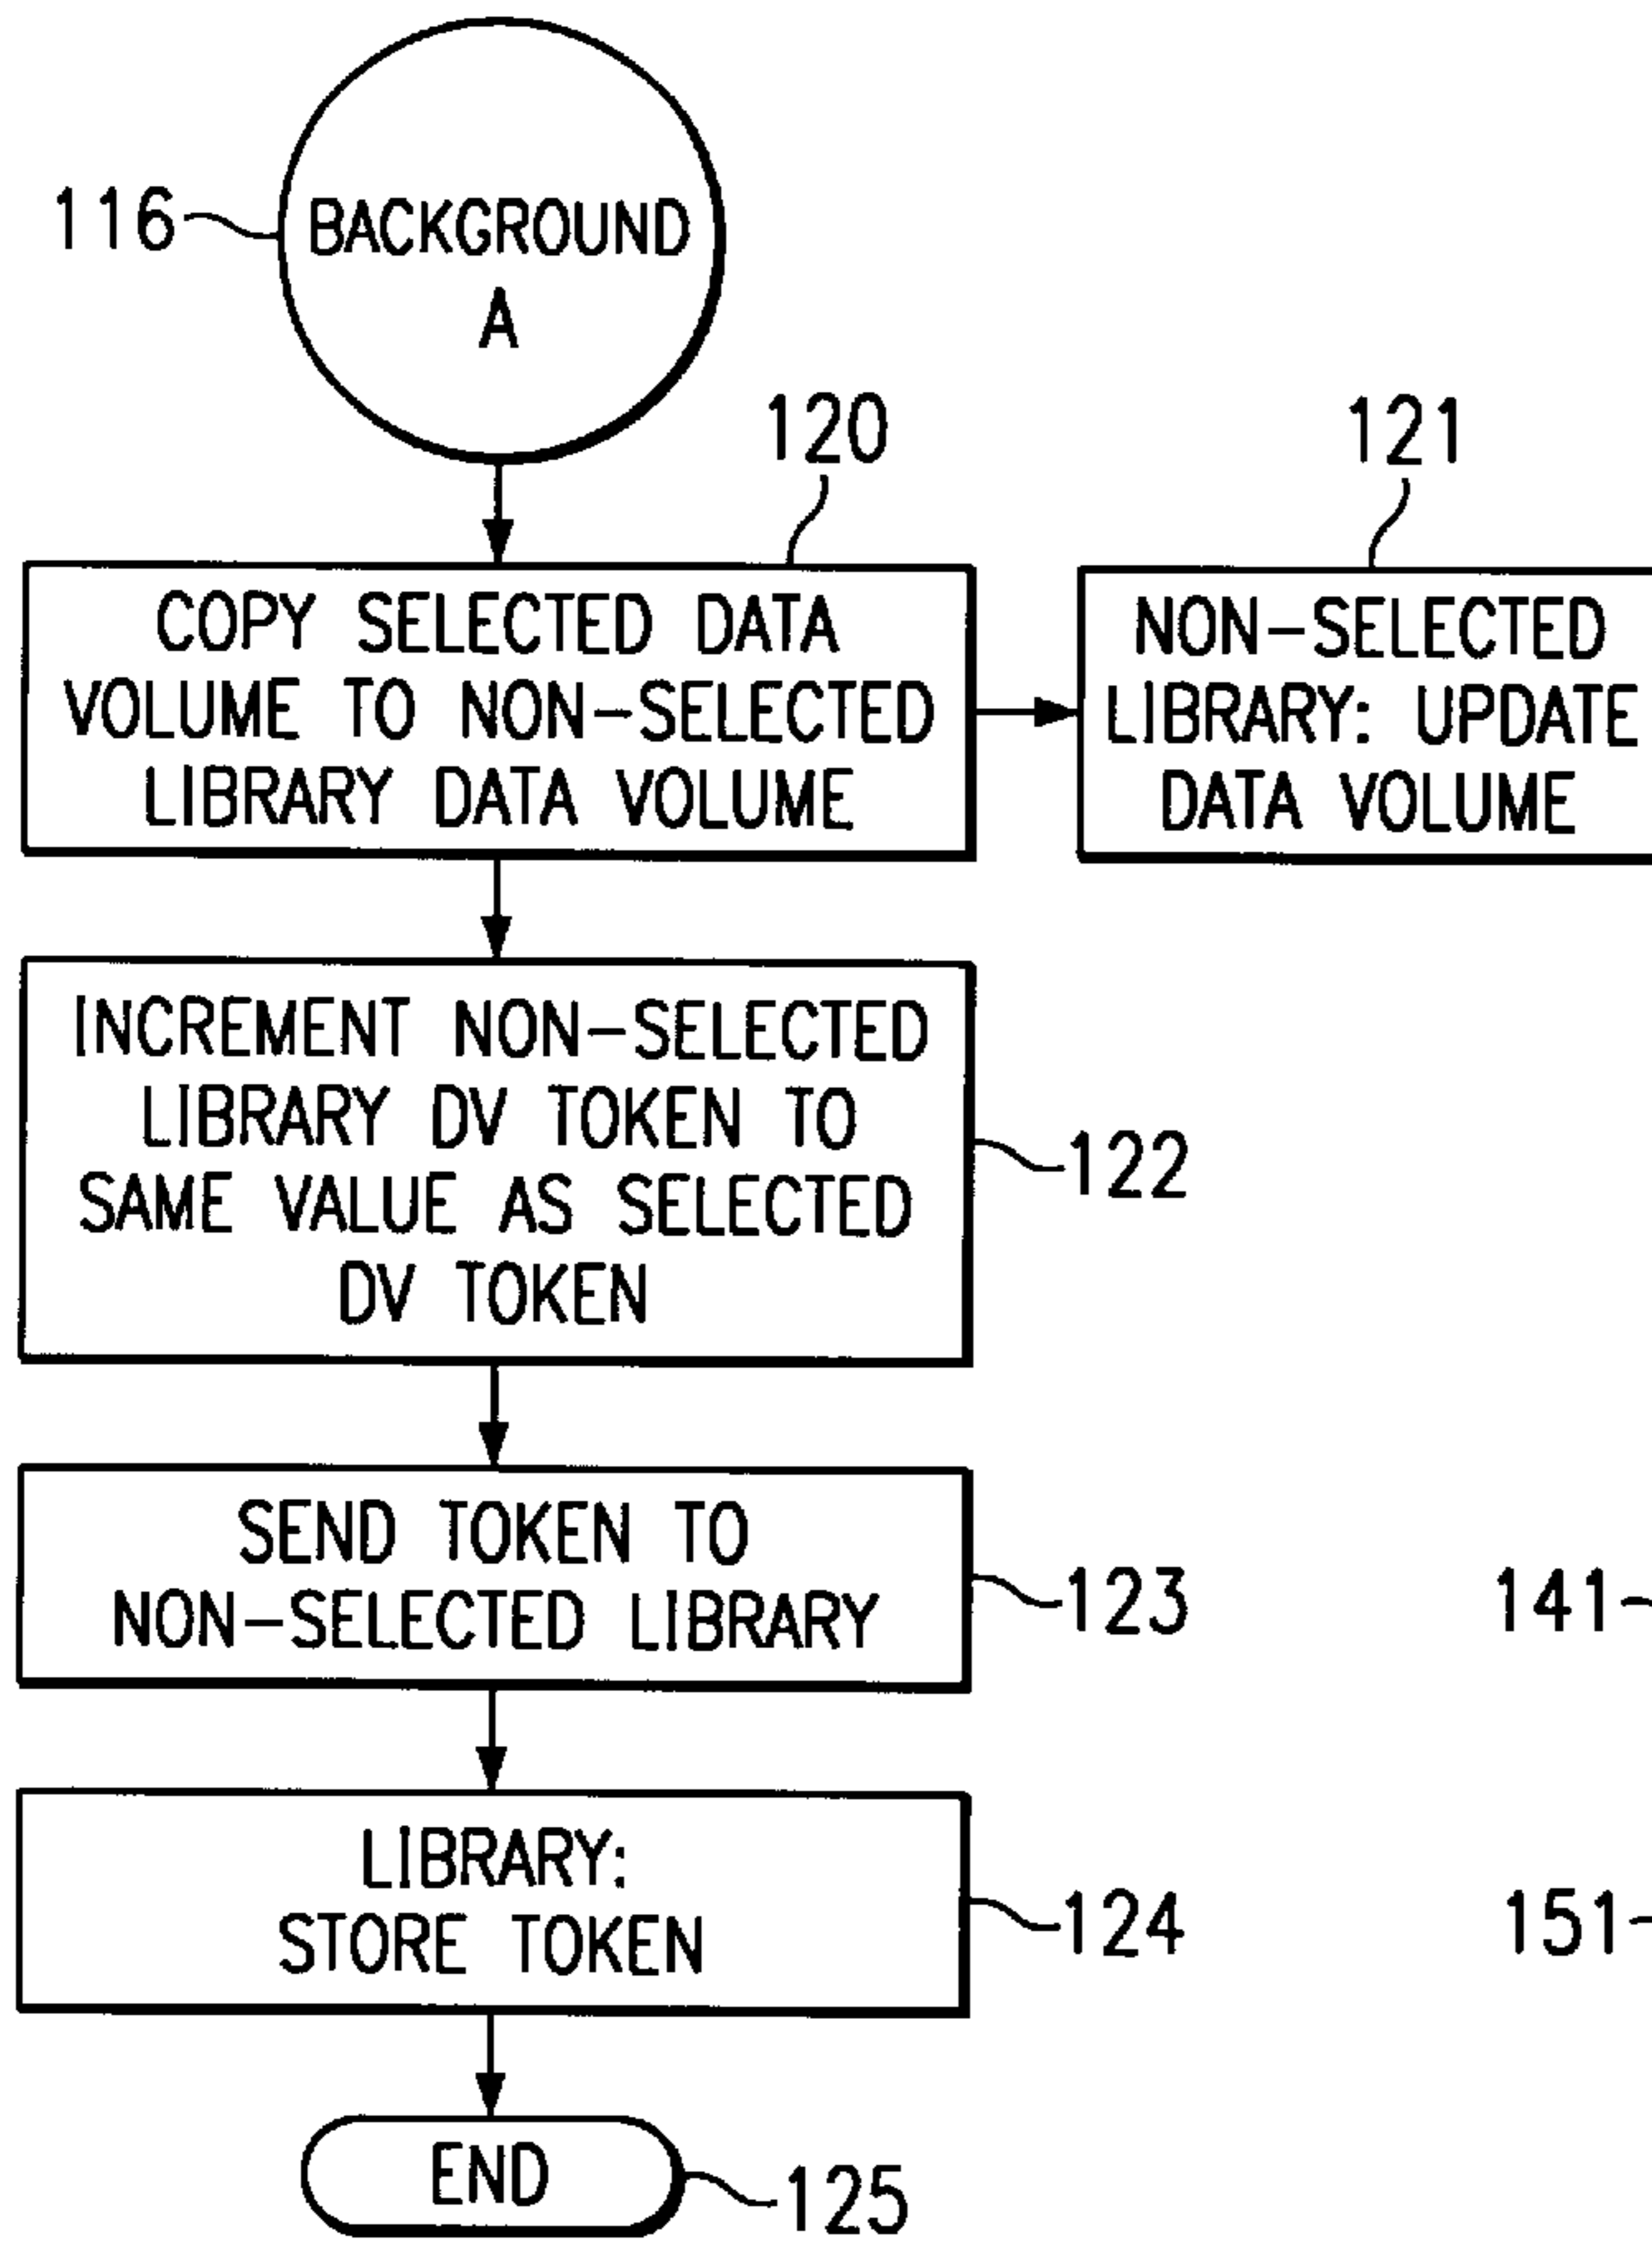 116
BACKGROUND
A
120
121
COPY SELECTED DATA
VOLUME TO NON-SELECTED
LIBRARY DATA VOLUME
NON-SELECTED
LIBRARY: UPDATE
DATA VOLUME
INCREMENT NON-SELECTED
LIBRARY DV TOKEN TO
SAME VALUE AS SELECTED
DV TOKEN
122
SEND TOKEN TO
NON-SELECTED LIBRARY
123
141
LIBRARY:
STORE TOKEN
124
151
END
125